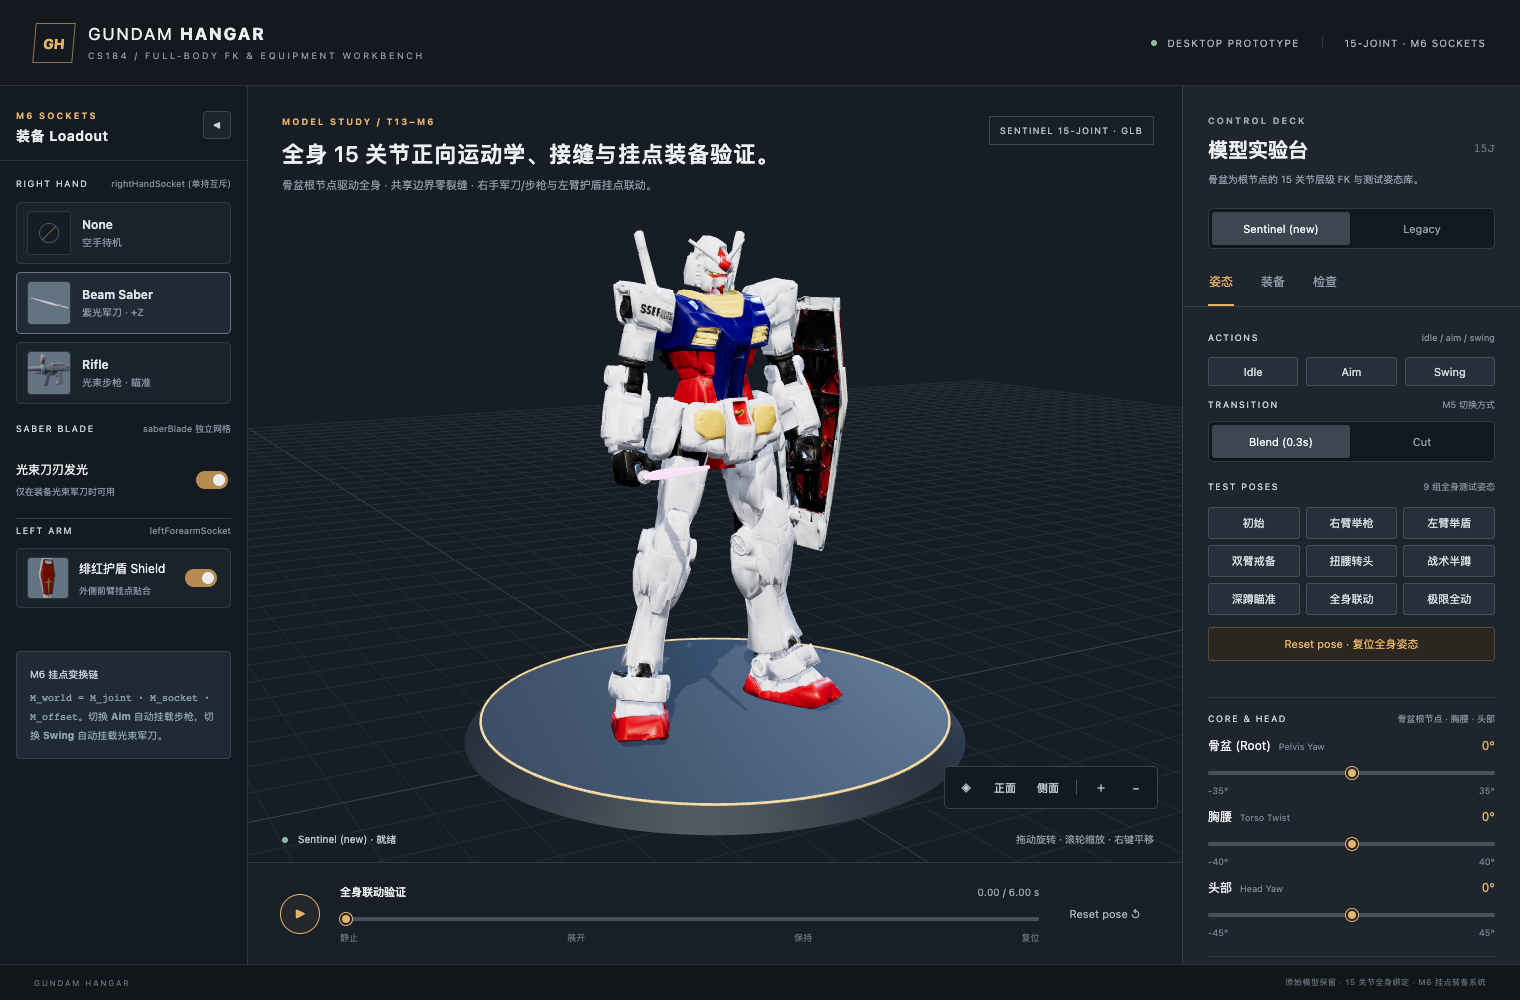 GH
GUNDAM HANGAR
CS184 / FULL-BODY FK & EQUIPMENT WORKBENCH
DESKTOP PROTOTYPE
15-JOINT · M6 SOCKETS
M6 SOCKETS
装备 Loadout
◀
RIGHT HAND
rightHandSocket (单持互斥)
None
空手待机
Beam Saber
紫光军刀 · +Z
Rifle
光束步枪 · 瞄准
SABER BLADE
saberBlade 独立网格
光束刀刃发光
仅在装备光束军刀时可用
LEFT ARM
leftForearmSocket
绯红护盾 Shield
外侧前臂挂点贴合
M6 挂点变换链
M_world = M_joint · M_socket ·
M_offset。切换 Aim 自动挂载步枪，切
换 Swing 自动挂载光束军刀。
MODEL STUDY / T13–M6
全身 15 关节正向运动学、接缝与挂点装备验证。
骨盆根节点驱动全身 · 共享边界零裂缝 · 右手军刀/步枪与左臂护盾挂点联动。
SENTINEL 15-JOINT · GLB
◈
正面
侧面
+
−
Sentinel (new) · 就绪
拖动旋转 · 滚轮缩放 · 右键平移
全身联动验证
0.00 / 6.00 s
Reset pose ↺
静止
展开
保持
复位
CONTROL DECK
模型实验台
15J
骨盆为根节点的 15 关节层级 FK 与测试姿态库。
Sentinel (new)
Legacy
姿态
装备
检查
ACTIONS
idle / aim / swing
Idle
Aim
Swing
TRANSITION
M5 切换方式
Blend (0.3s)
Cut
TEST POSES
9 组全身测试姿态
初始
右臂举枪
左臂举盾
双臂戒备
扭腰转头
战术半蹲
深蹲瞄准
全身联动
极限全动
Reset pose · 复位全身姿态
CORE & HEAD
骨盆根节点 · 胸腰 · 头部
骨盆 (Root) Pelvis Yaw
0°
-35°
35°
胸腰 Torso Twist
0°
-40°
40°
头部 Head Yaw
0°
-45°
45°
GUNDAM HANGAR
原始模型保留 · 15 关节全身绑定 · M6 挂点装备系统